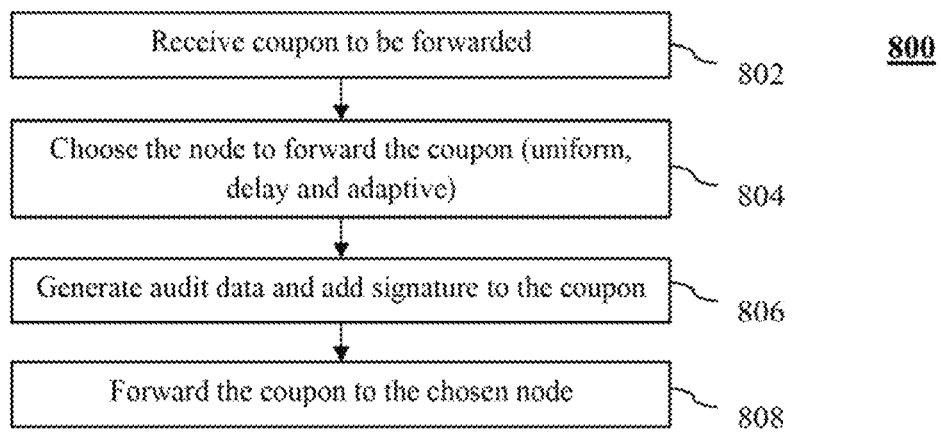 Receive coupon to be forwarded
800
802
Choose the node to forward the coupon (uniform,
delay and adaptive)
804
Generate audit data and add signature to the coupon
806
Forward the coupon to the chosen node
808